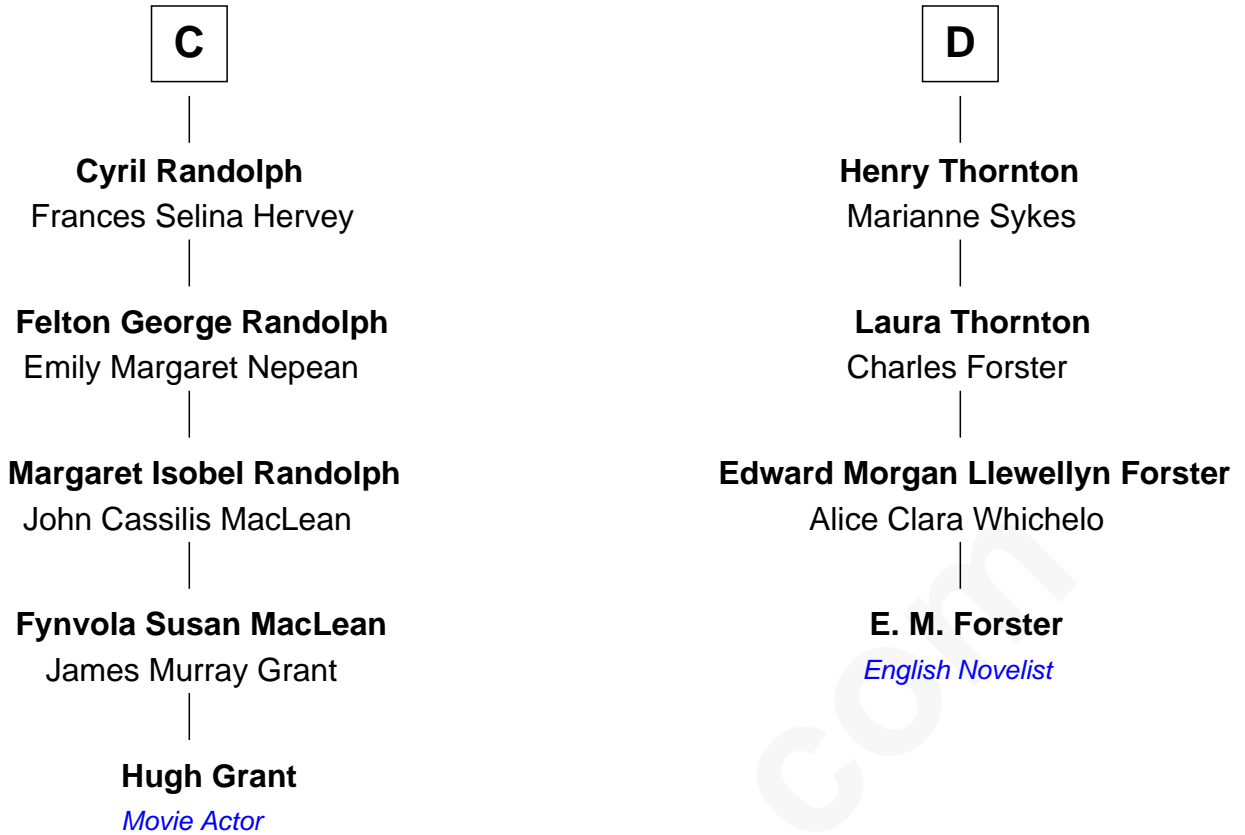 C
Cyril Randolph
Frances Selina Hervey
Felton George Randolph
Emily Margaret Nepean
Margaret Isobel Randolph
John Cassilis MacLean
Fynvola Susan MacLean
James Murray Grant
Hugh Grant
Movie Actor
D
Henry Thornton
Marianne Sykes
Laura Thornton
Charles Forster
Edward Morgan Llewellyn Forster
Alice Clara Whichelo
E. M. Forster
English Novelist
com